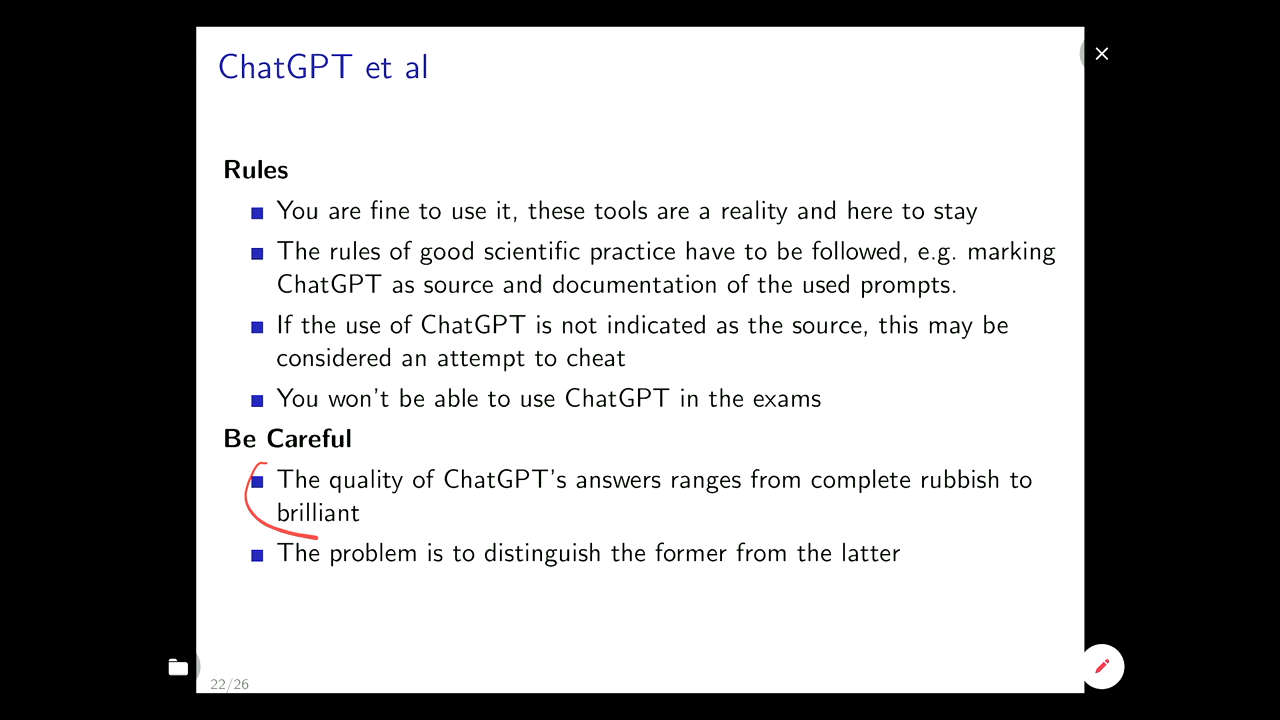 ChatGPT et al
Rules
You are fine to use it, these tools are a reality and here to stay
The rules of good scientific practice have to be followed, e.g. marking
ChatGPT as source and documentation of the used prompts.
If the use of ChatGPT is not indicated as the source, this may be
considered an attempt to cheat
You won't be able to use ChatGPT in the exams
Be Careful
The quality of ChatGPT's answers ranges from complete rubbish to
brilliant
The problem is to distinguish the former from the latter
22/26